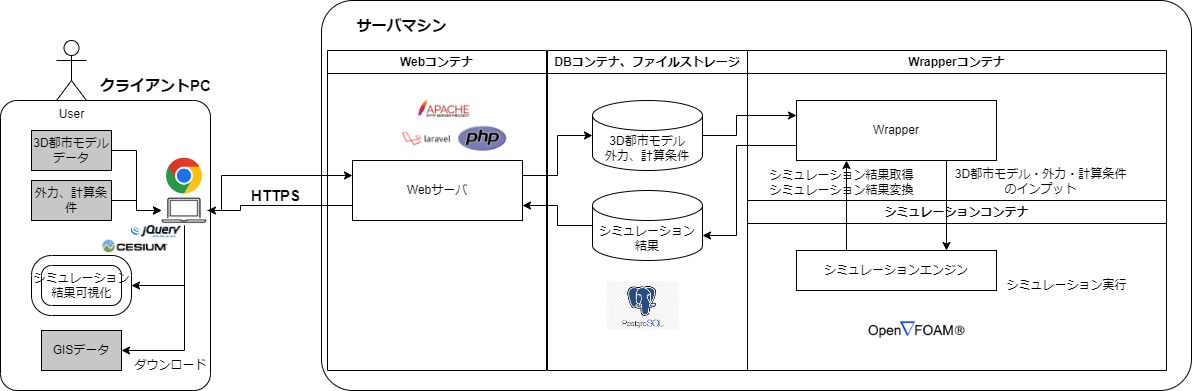 サーバマシン
クライアントPC
User
3D都市モデル
データ
外力、計算条
件
jQuery
CESIUM
シミュレーション
結果可視化
GISデータ
ダウンロード
HTTPS
Webコンテナ
APACHE
HTTP SERVER PROJECT
laravel
php
Webサーバ
DBコンテナ、ファイルストレージ
3D都市モデル
外力、計算条件
シミュレーション
結果
PostgreSQL
Wrapperコンテナ
Wrapper
シミュレーション結果取得
シミュレーション結果変換
3D都市モデル・外力・計算条件
のインプット
シミュレーションコンテナ
シミュレーションエンジン
シミュレーション実行
Open▽FOAM®